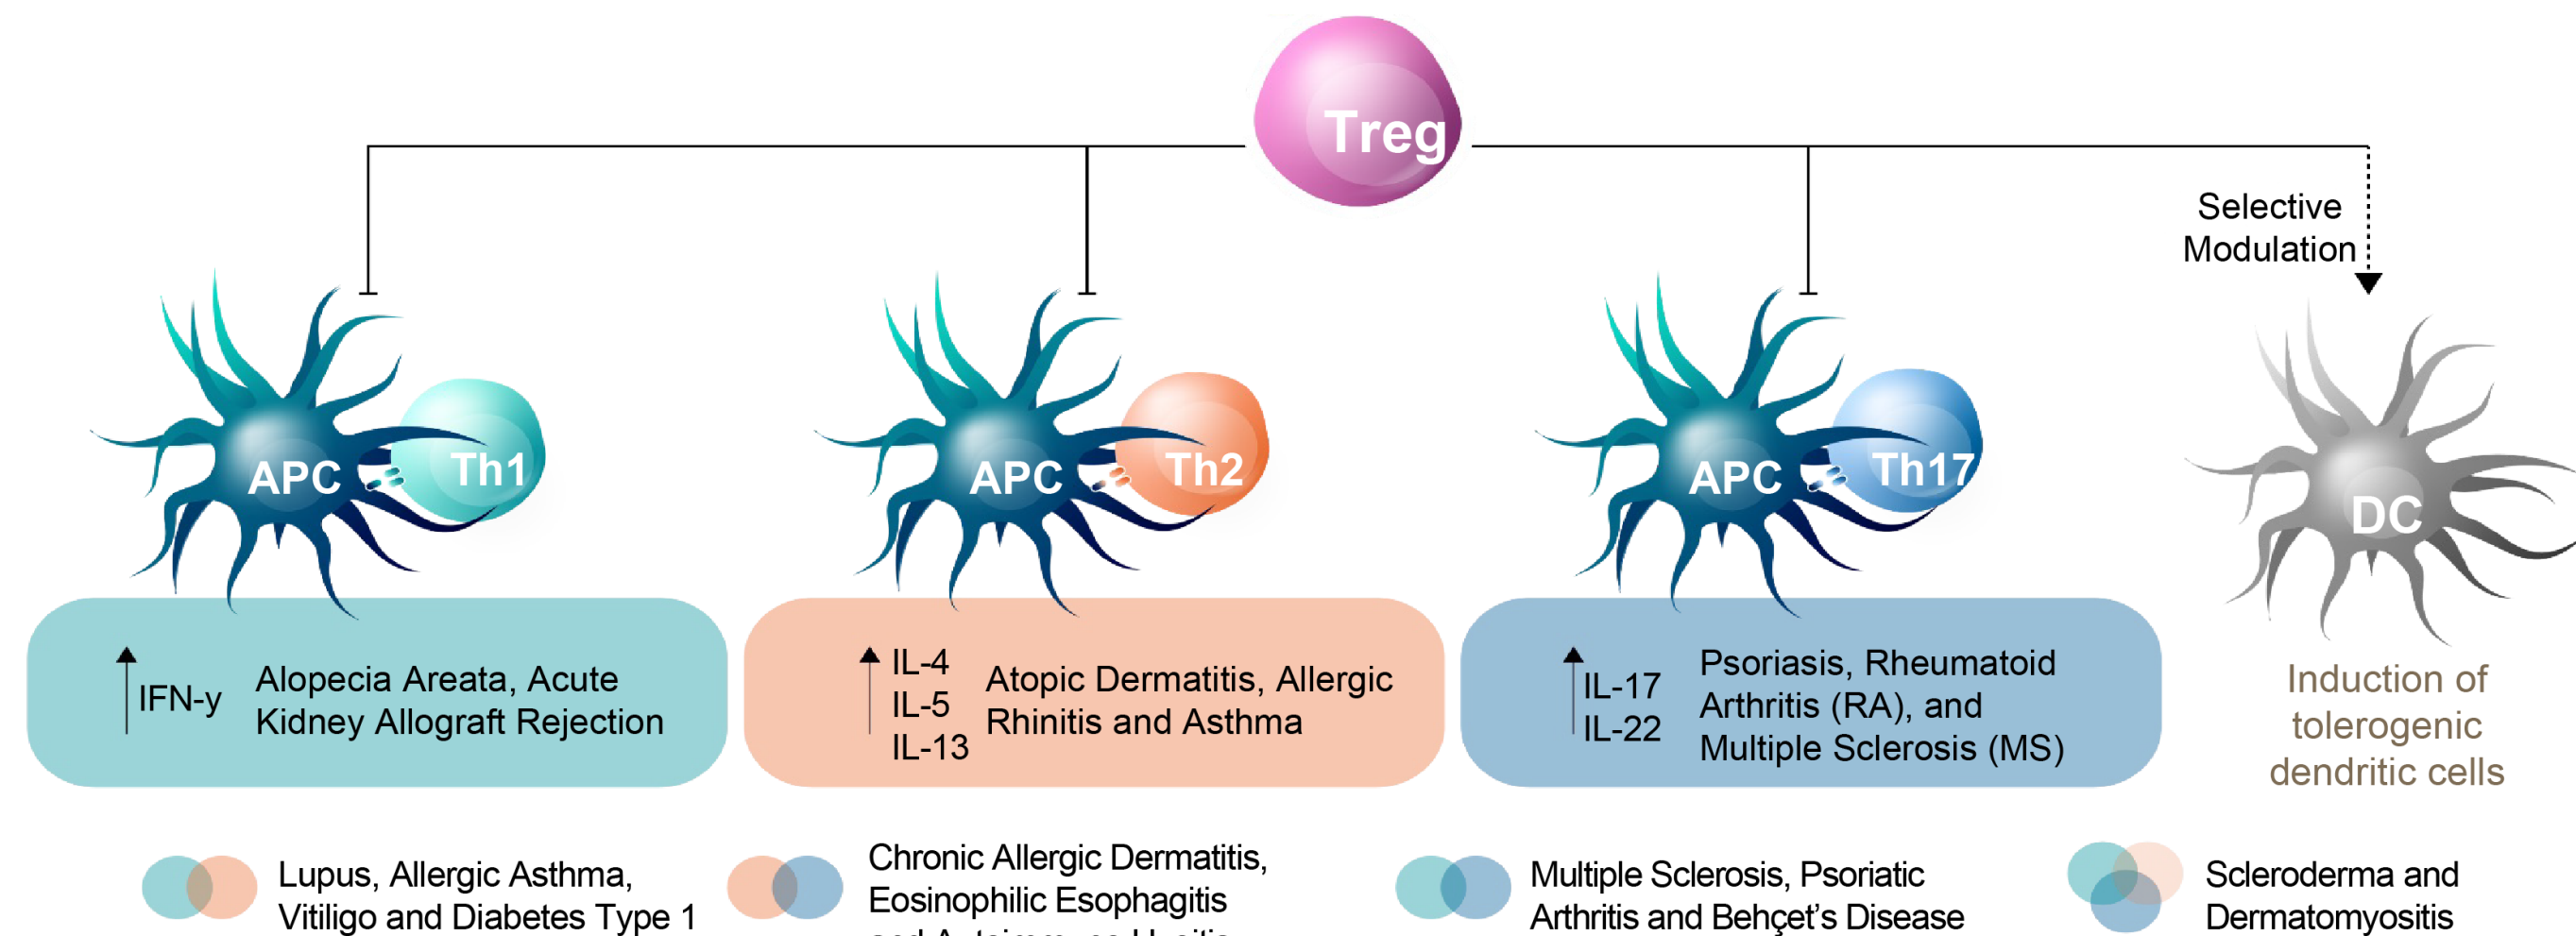 Treg
Selective
Modulation
APC
Th1
APC
Th2
APC
Th17
DC
IFN-y
Alopecia Areata, Acute
Kidney Allograft Rejection
IL-4
IL-5
IL-13
Atopic Dermatitis, Allergic
Rhinitis and Asthma
IL-17
IL-22
Psoriasis, Rheumatoid
Arthritis (RA), and
Multiple Sclerosis (MS)
Induction of
tolerogenic
dendritic cells
Lupus, Allergic Asthma,
Vitiligo and Diabetes Type 1
Chronic Allergic Dermatitis,
Eosinophilic Esophagitis
Multiple Sclerosis, Psoriatic
Arthritis and Behçet’s Disease
Scleroderma and
Dermatomyositis